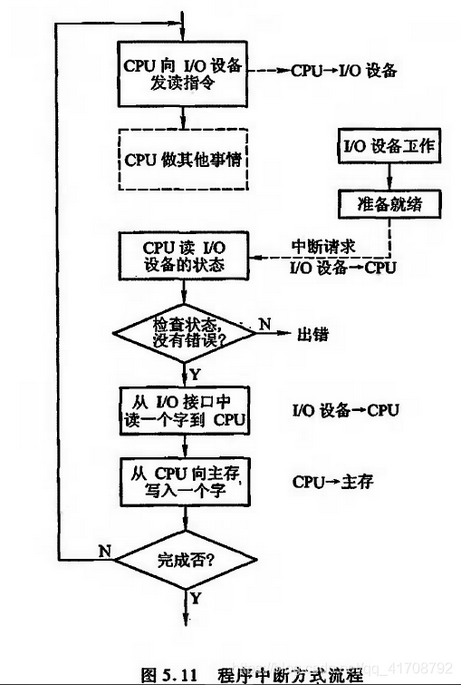 CPU 向 I/O 设备
发读指令
CPU→I/O 设备
CPU 做其他事情
I/O 设备工作
准备就绪
中断请求
I/O 设备→CPU
CPU 读 I/O
设备的状态
检查状态,
没有错误?
N
出错
Y
从 I/O 接口中
读一个字到 CPU
I/O 设备→CPU
从 CPU 向主存
写入一个字
CPU→主存
N
完成否?
Y
图 5.11 程序中断方式流程
qq_41708792